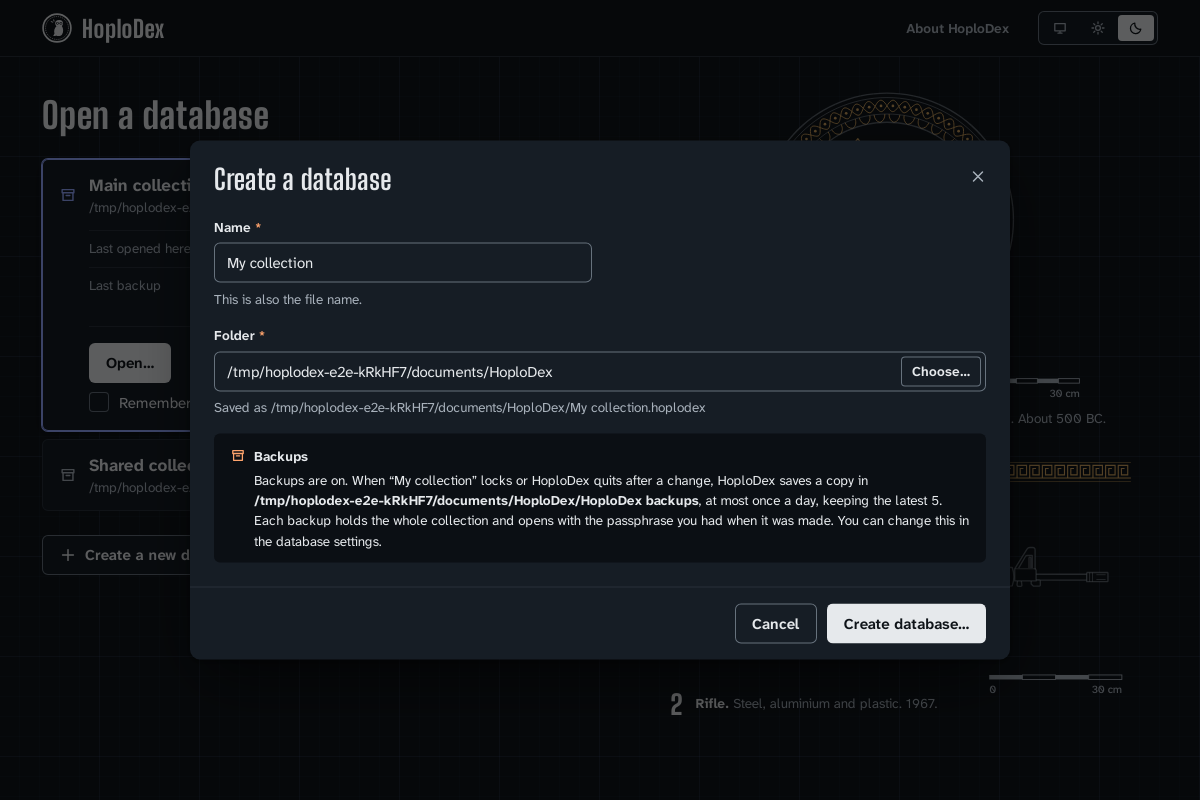 HoploDex
About HoploDex
Open a database
Main collecti
/tmp/hoplodex-e
Last opened here
Last backup
Open…
Remember
Shared colle
/tmp/hoplodex-e
Create a new d
Create a database
Name *
My collection
This is also the file name.
Folder *
/tmp/hoplodex-e2e-kRkHF7/documents/HoploDex
Choose…
Saved as /tmp/hoplodex-e2e-kRkHF7/documents/HoploDex/My collection.hoplodex
Backups
Backups are on. When “My collection” locks or HoploDex quits after a change, HoploDex saves a copy in
/tmp/hoplodex-e2e-kRkHF7/documents/HoploDex/HoploDex backups, at most once a day, keeping the latest 5.
Each backup holds the whole collection and opens with the passphrase you had when it was made. You can change this in
the database settings.
Cancel
Create database…
30 cm
. About 500 BC.
0
30 cm
2 Rifle. Steel, aluminium and plastic. 1967.